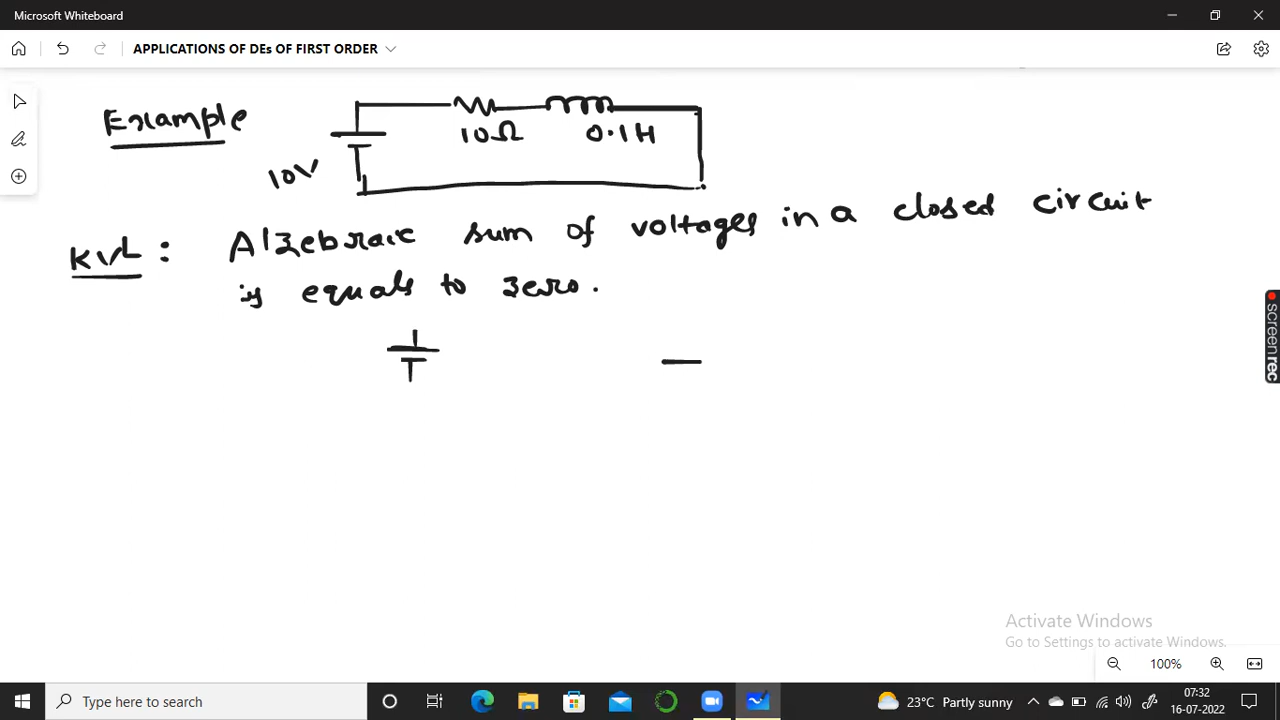 Microsoft Whiteboard
APPLICATIONS OF DEs OF FIRST ORDER
Example
10Ω 0.1H
10V
KVL : Algebraic sum of voltages in a closed circuit
is equals to zero.
screenrec
Activate Windows
Go to Settings to activate Windows.
100%
Type here to search
23°C Partly sunny
07:32
16-07-2022